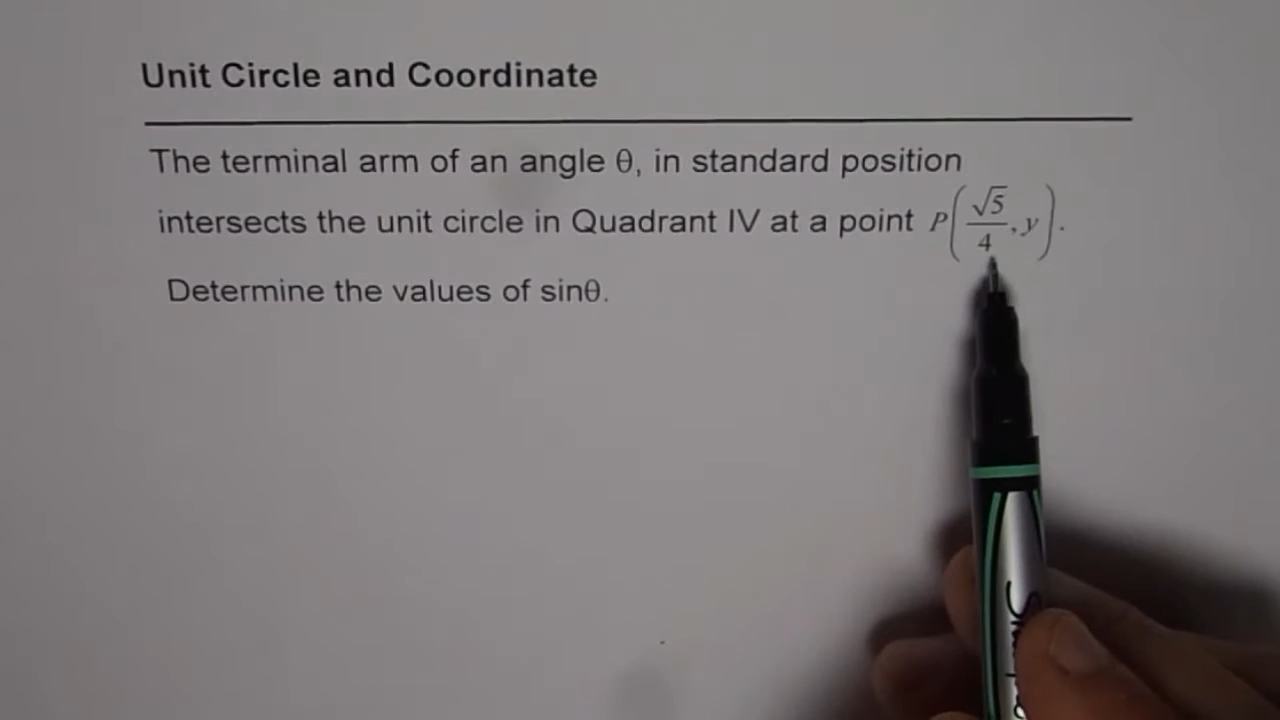 Unit Circle and Coordinate
The terminal arm of an angle θ, in standard position
intersects the unit circle in Quadrant IV at a point P(√5/4, y).
Determine the values of sinθ.